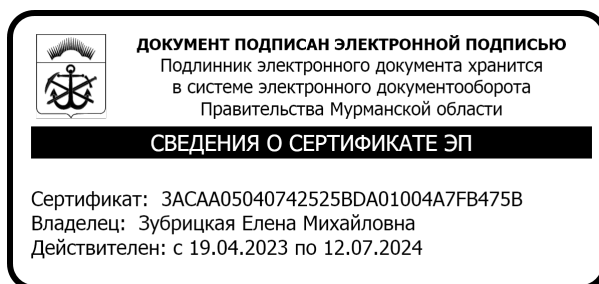 ДОКУМЕНТ ПОДПИСАН ЭЛЕКТРОННОЙ ПОДПИСЬЮ
Подлинник электронного документа хранится
в системе электронного документооборота
Правительства Мурманской области
СВЕДЕНИЯ О СЕРТИФИКАТЕ ЭП
Сертификат: 3ACAA05040742525BDA01004A7FB475B
Владелец: Зубрицкая Елена Михайловна
Действителен: с 19.04.2023 по 12.07.2024